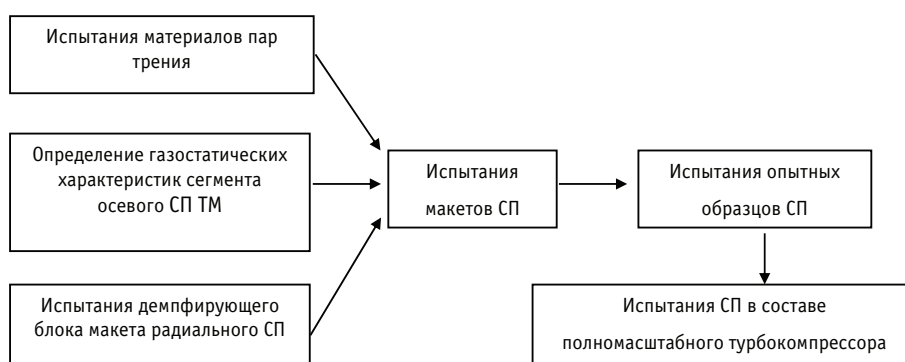 Испытания материалов пар
трения
Определение газостатических
характеристик сегмента
осевого СП ТМ
Испытания демпфирующего
блока макета радиального СП
Испытания
макетов СП
Испытания опытных
образцов СП
Испытания СП в составе
полномасштабного турбокомпрессора